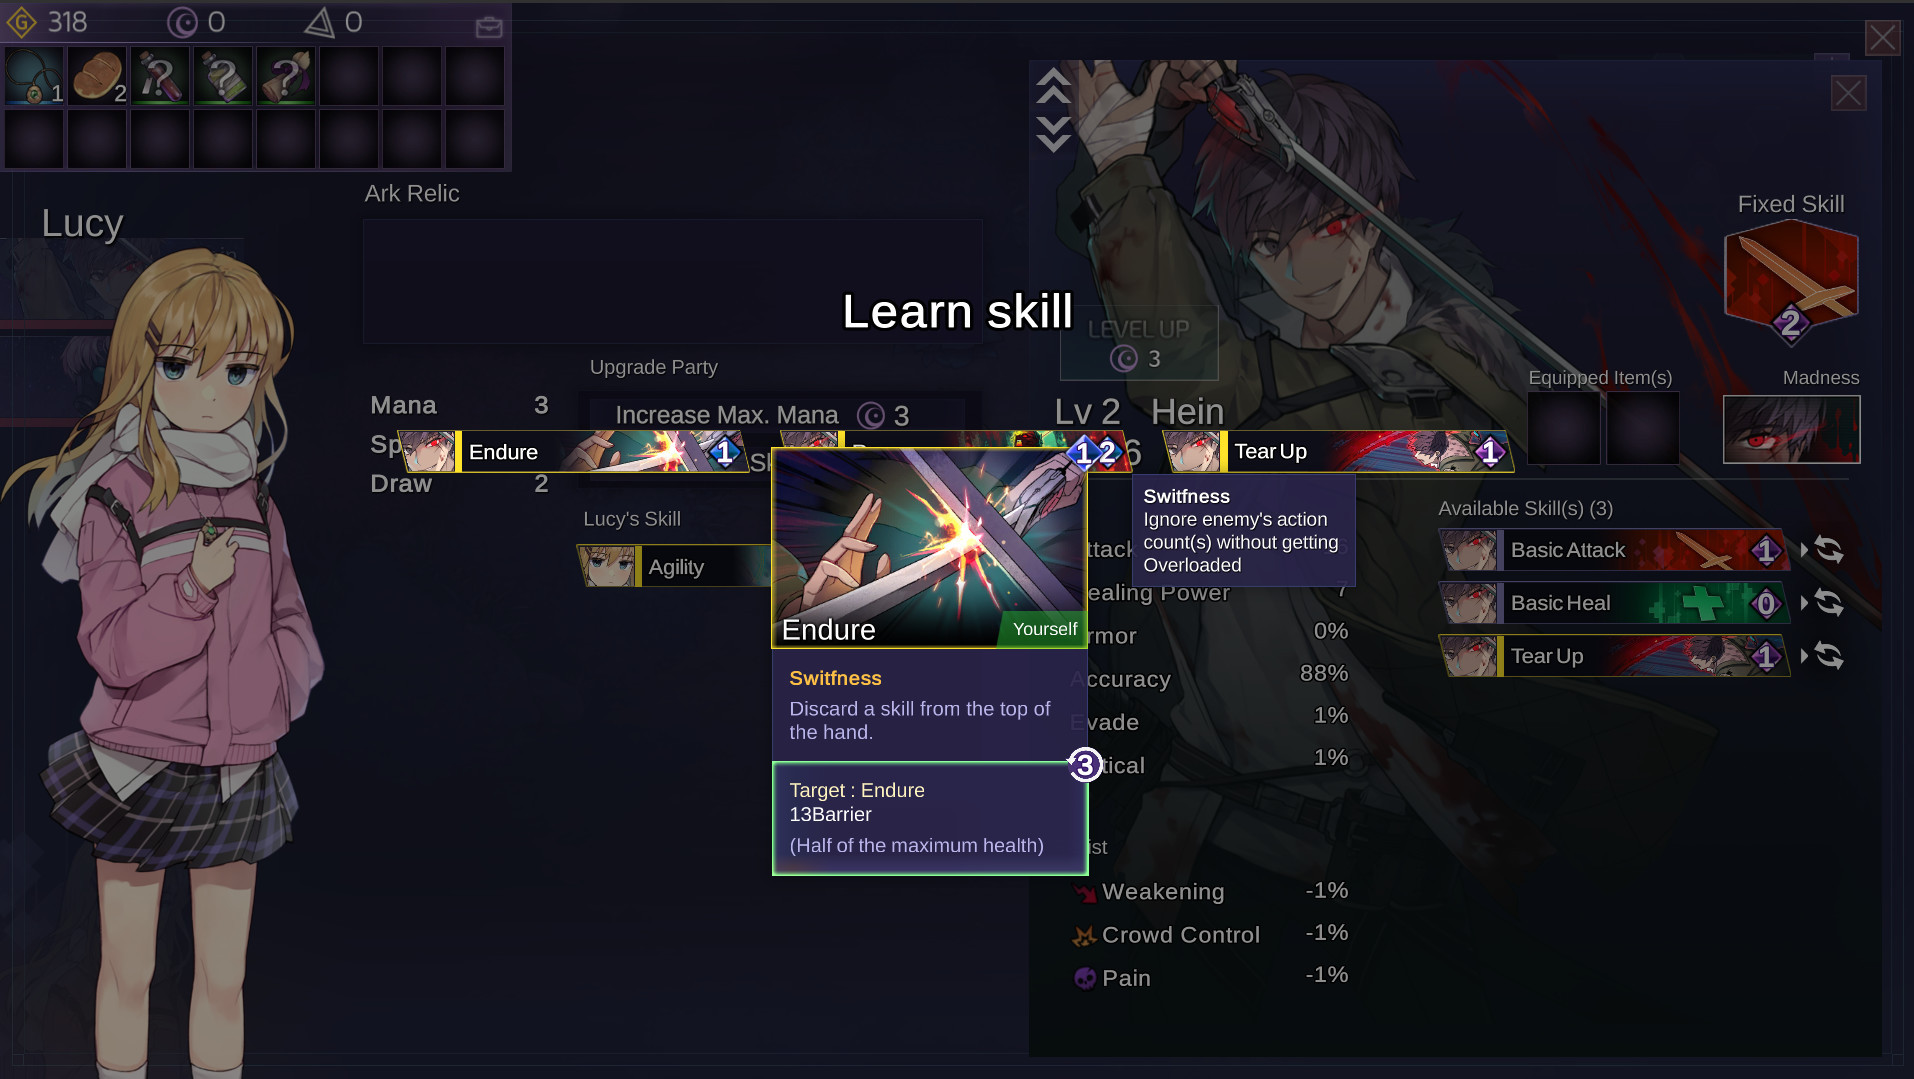 318
0
0
1
2
?
?
?
Lucy
Ark Relic
Fixed Skill
2
Learn skill
LEVEL UP
3
Upgrade Party
Equipped Item(s)
Madness
Mana 3
Increase Max. Mana 3
Lv 2 Hein
Endure 1
2
Tear Up 1
Draw 2
1
Switfness
Ignore enemy's action
count(s) without getting
Overloaded
Lucy's Skill
Agility
Available Skill(s) (3)
Basic Attack 1
Basic Heal 0
Tear Up 1
Endure
Yourself
Switfness
Discard a skill from the top of
the hand.
3
Target : Endure
13Barrier
(Half of the maximum health)
0%
Accuracy 88%
Evade 1%
1%
Weakening -1%
Crowd Control -1%
Pain -1%